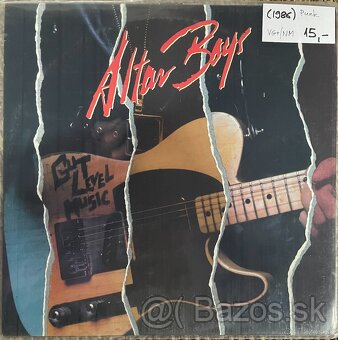 (1986) Punk
VG+/NM 15,-
Altar Boys
GUT
LEVEL
MUSIC
@ Bazos.sk